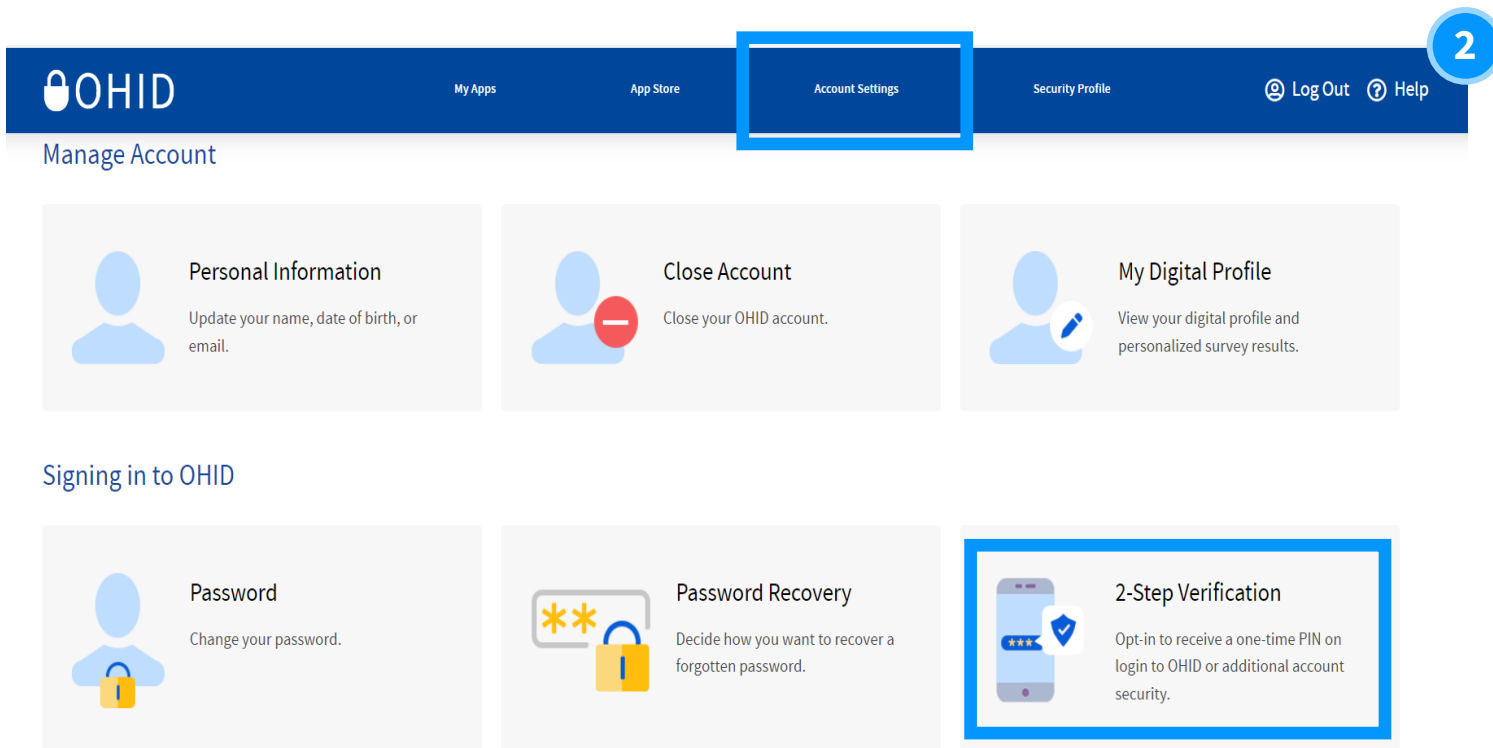 2
OHID
My Apps
App Store
Account Settings
Security Profile
Log Out
Help
Manage Account
Personal Information
Update your name, date of birth, or
email.
Close Account
Close your OHID account.
My Digital Profile
View your digital profile and
personalized survey results.
Signing in to OHID
Password
Change your password.
**
Password Recovery
Decide how you want to recover a
forgotten password.
***
2-Step Verification
Opt-in to receive a one-time PIN on
login to OHID or additional account
security.